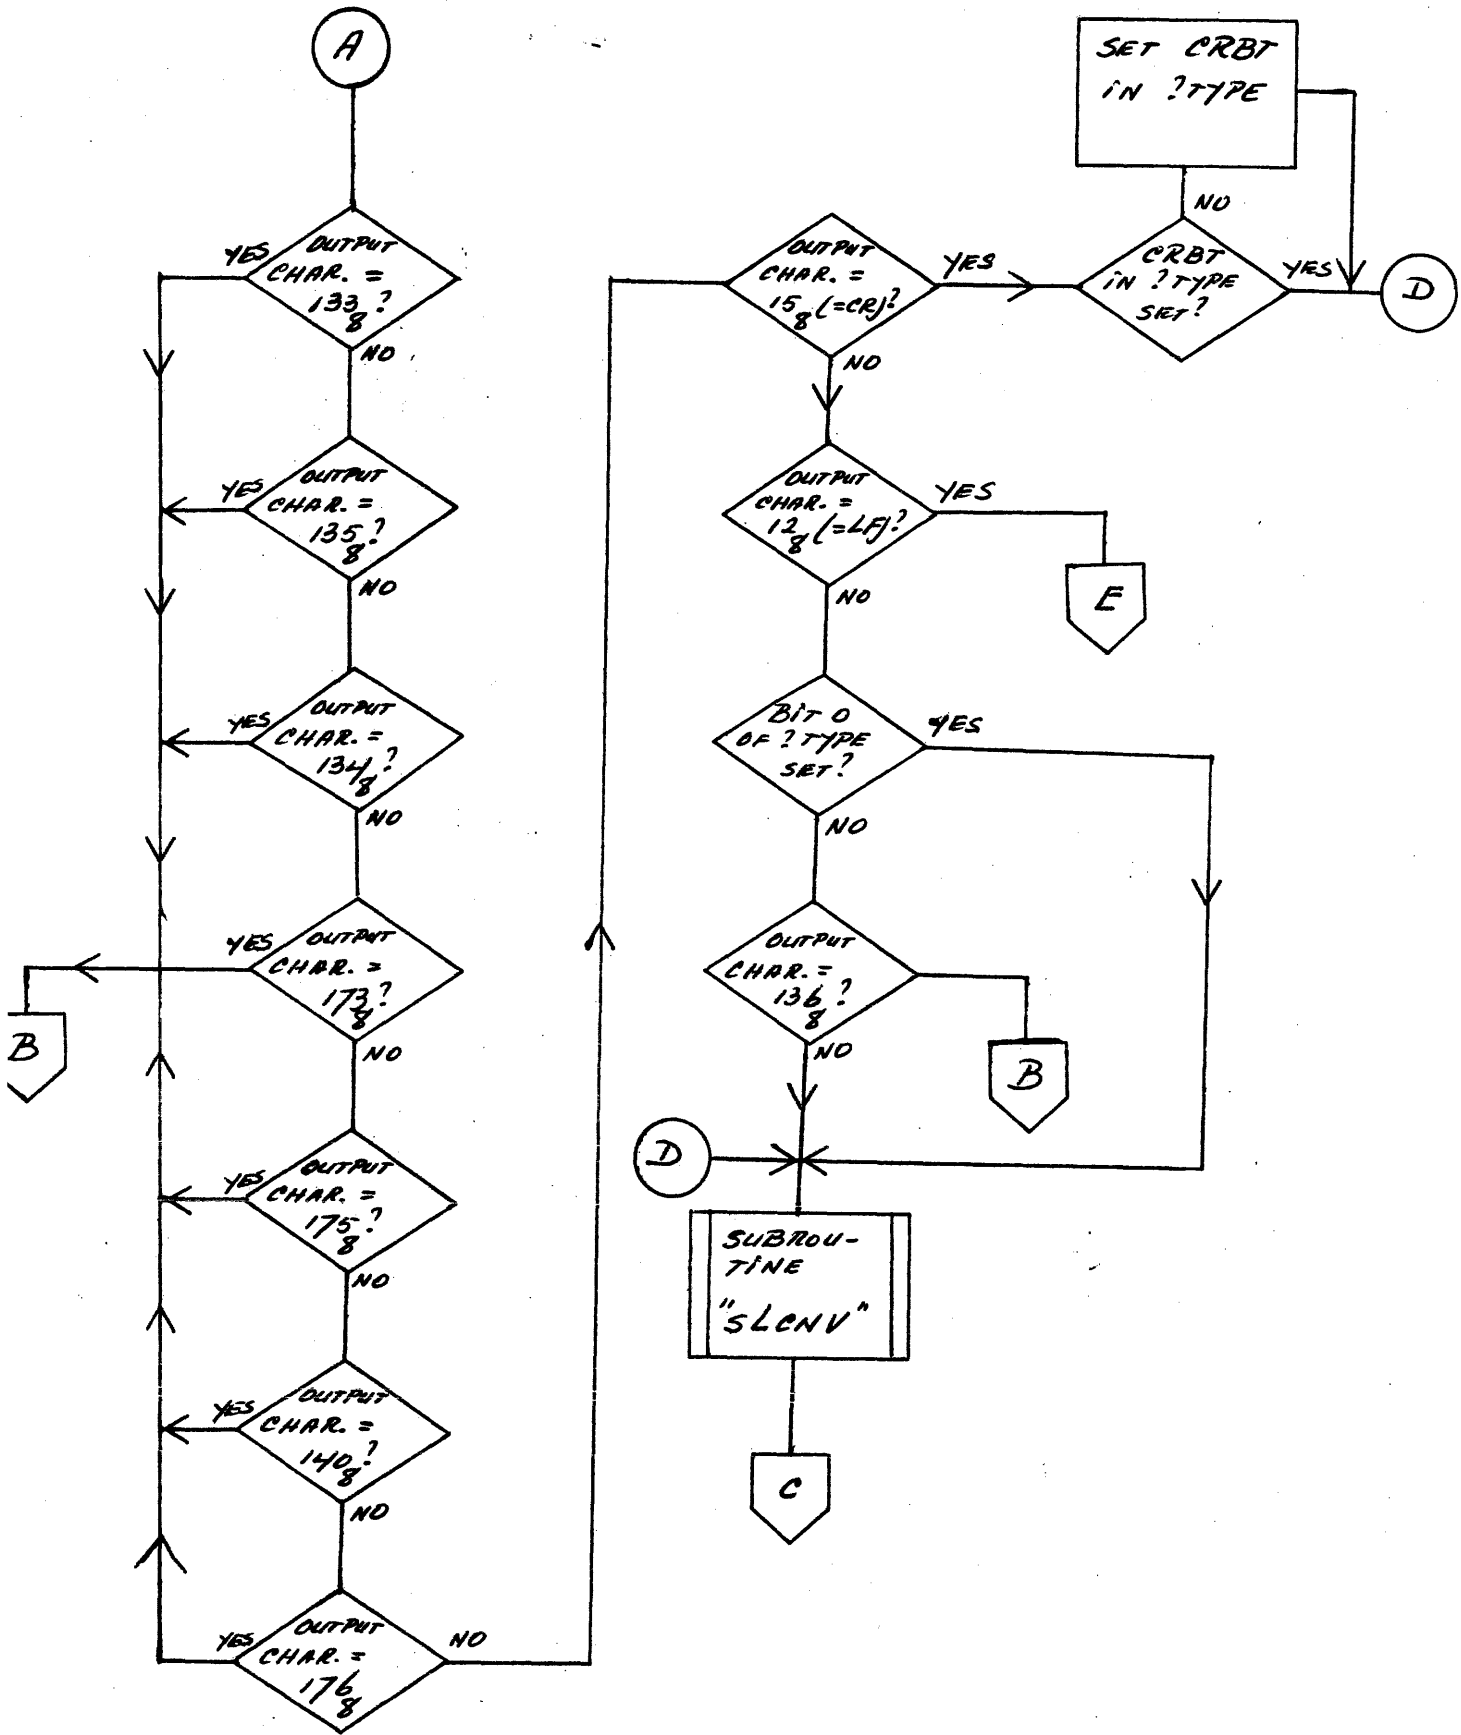 A
YES
OUTPUT
CHAR. =
133₈?
NO
YES
OUTPUT
CHAR. =
135₈?
NO
YES
OUTPUT
CHAR. =
134₈?
NO
YES
OUTPUT
CHAR. =
173₈?
NO
B
YES
OUTPUT
CHAR. =
175₈?
NO
YES
OUTPUT
CHAR. =
140₈?
NO
YES
OUTPUT
CHAR. =
176₈
NO
OUTPUT
CHAR. =
15₈(=CR)?
YES
NO
SET CRBT
IN ?TYPE
NO
CRBT
IN ?TYPE
SET?
YES
D
OUTPUT
CHAR. =
12₈(=LF)?
YES
NO
E
BIT 0
OF ?TYPE
SET?
YES
NO
OUTPUT
CHAR. =
136₈?
NO
B
D
SUBROU-
TINE
"SLCNV"
C